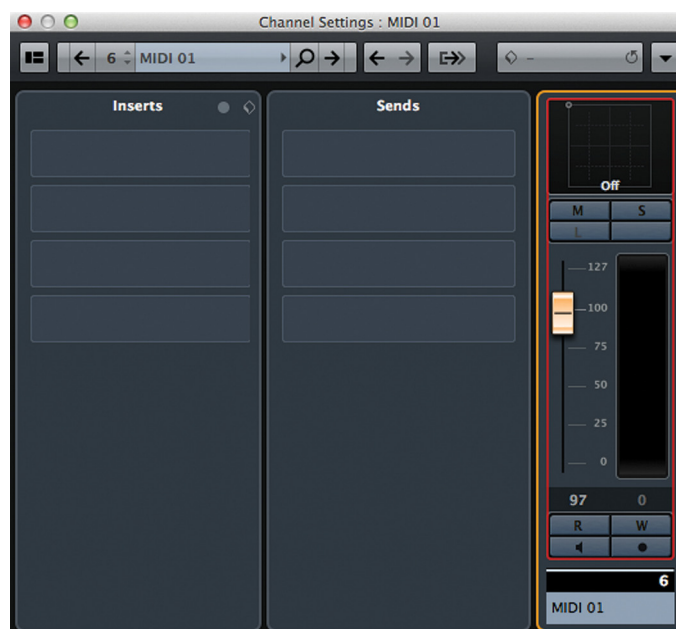 Channel Settings : MIDI 01
6 MIDI 01
–
Inserts
Sends
Off
M S
L
127
100
75
50
25
0
97 0
R W
6
MIDI 01